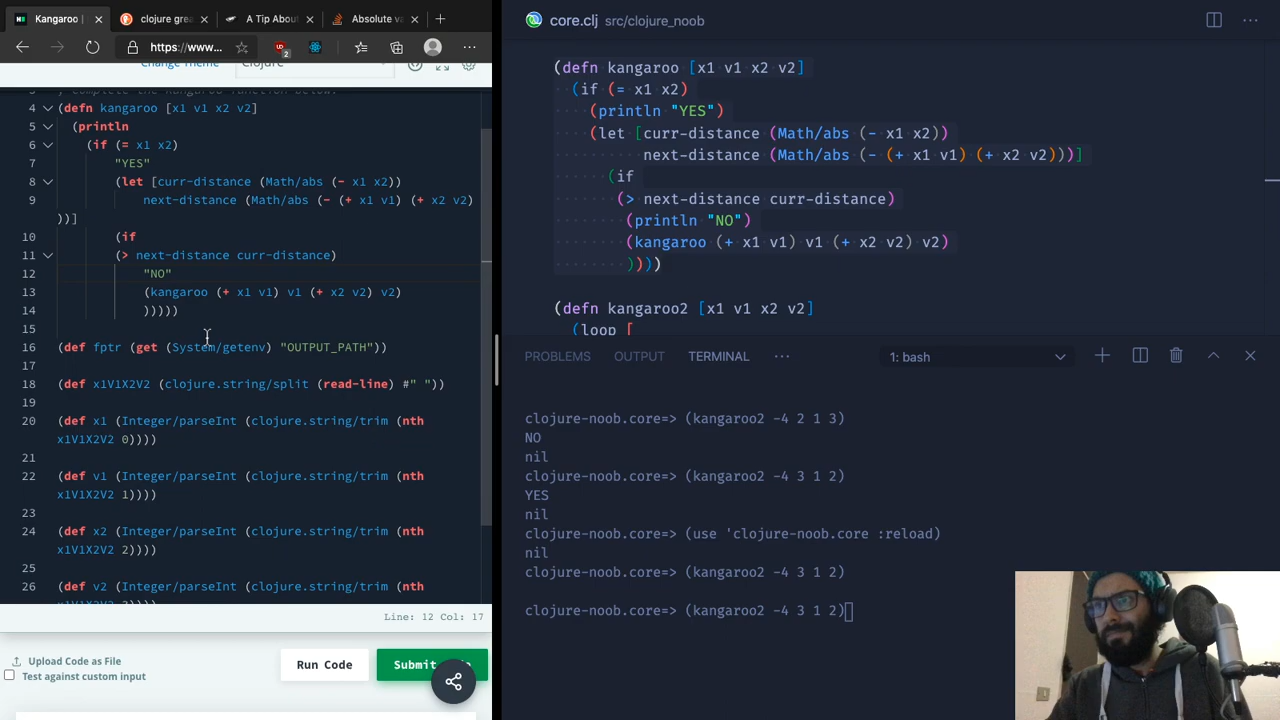 Kangaroo |
clojure grea
A Tip About
Absolute va
https://www...
2
Change Theme
Clojure
; Complete the kangaroo function below.
4 (defn kangaroo [x1 v1 x2 v2]
5 (println
6 (if (= x1 x2)
7 "YES"
8 (let [curr-distance (Math/abs (- x1 x2))
9 next-distance (Math/abs (- (+ x1 v1) (+ x2 v2)
))]
10 (if
11 (> next-distance curr-distance)
12 "NO"
13 (kangaroo (+ x1 v1) v1 (+ x2 v2) v2)
14 )))))
15
16 (def fptr (get (System/getenv) "OUTPUT_PATH"))
17
18 (def x1V1X2V2 (clojure.string/split (read-line) #" "))
19
20 (def x1 (Integer/parseInt (clojure.string/trim (nth
x1V1X2V2 0))))
21
22 (def v1 (Integer/parseInt (clojure.string/trim (nth
x1V1X2V2 1))))
23
24 (def x2 (Integer/parseInt (clojure.string/trim (nth
x1V1X2V2 2))))
25
26 (def v2 (Integer/parseInt (clojure.string/trim (nth
x1V1X2V2 3))))
Line: 12 Col: 17
Upload Code as File
Test against custom input
Run Code
Submit
core.clj src/clojure_noob
(defn kangaroo [x1 v1 x2 v2]
(if (= x1 x2)
(println "YES")
(let [curr-distance (Math/abs (- x1 x2))
next-distance (Math/abs (- (+ x1 v1) (+ x2 v2)))]
(if
(> next-distance curr-distance)
(println "NO")
(kangaroo (+ x1 v1) v1 (+ x2 v2) v2)
))))
(defn kangaroo2 [x1 v1 x2 v2]
(loop [
PROBLEMS OUTPUT TERMINAL ... 1: bash
clojure-noob.core=> (kangaroo2 -4 2 1 3)
NO
nil
clojure-noob.core=> (kangaroo2 -4 3 1 2)
YES
nil
clojure-noob.core=> (use 'clojure-noob.core :reload)
nil
clojure-noob.core=> (kangaroo2 -4 3 1 2)
clojure-noob.core=> (kangaroo2 -4 3 1 2)